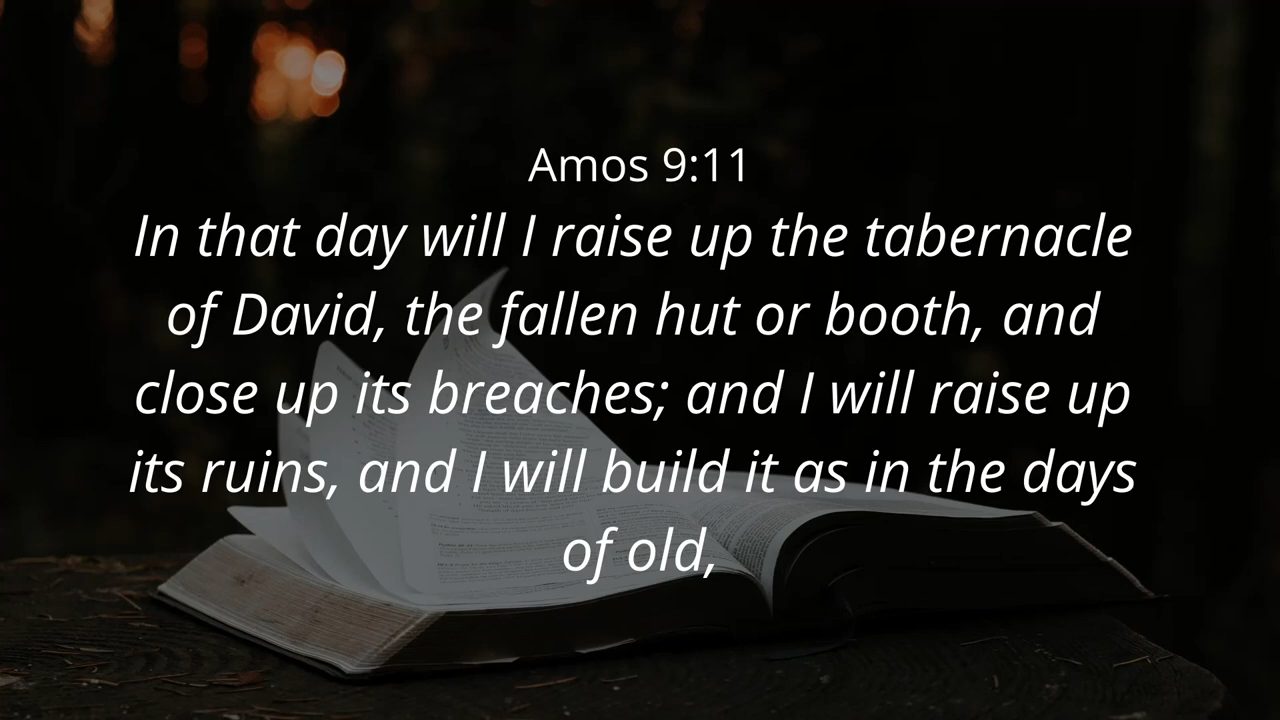 Amos 9:11
In that day will I raise up the tabernacle
of David, the fallen hut or booth, and
close up its breaches; and I will raise up
its ruins, and I will build it as in the days
of old,